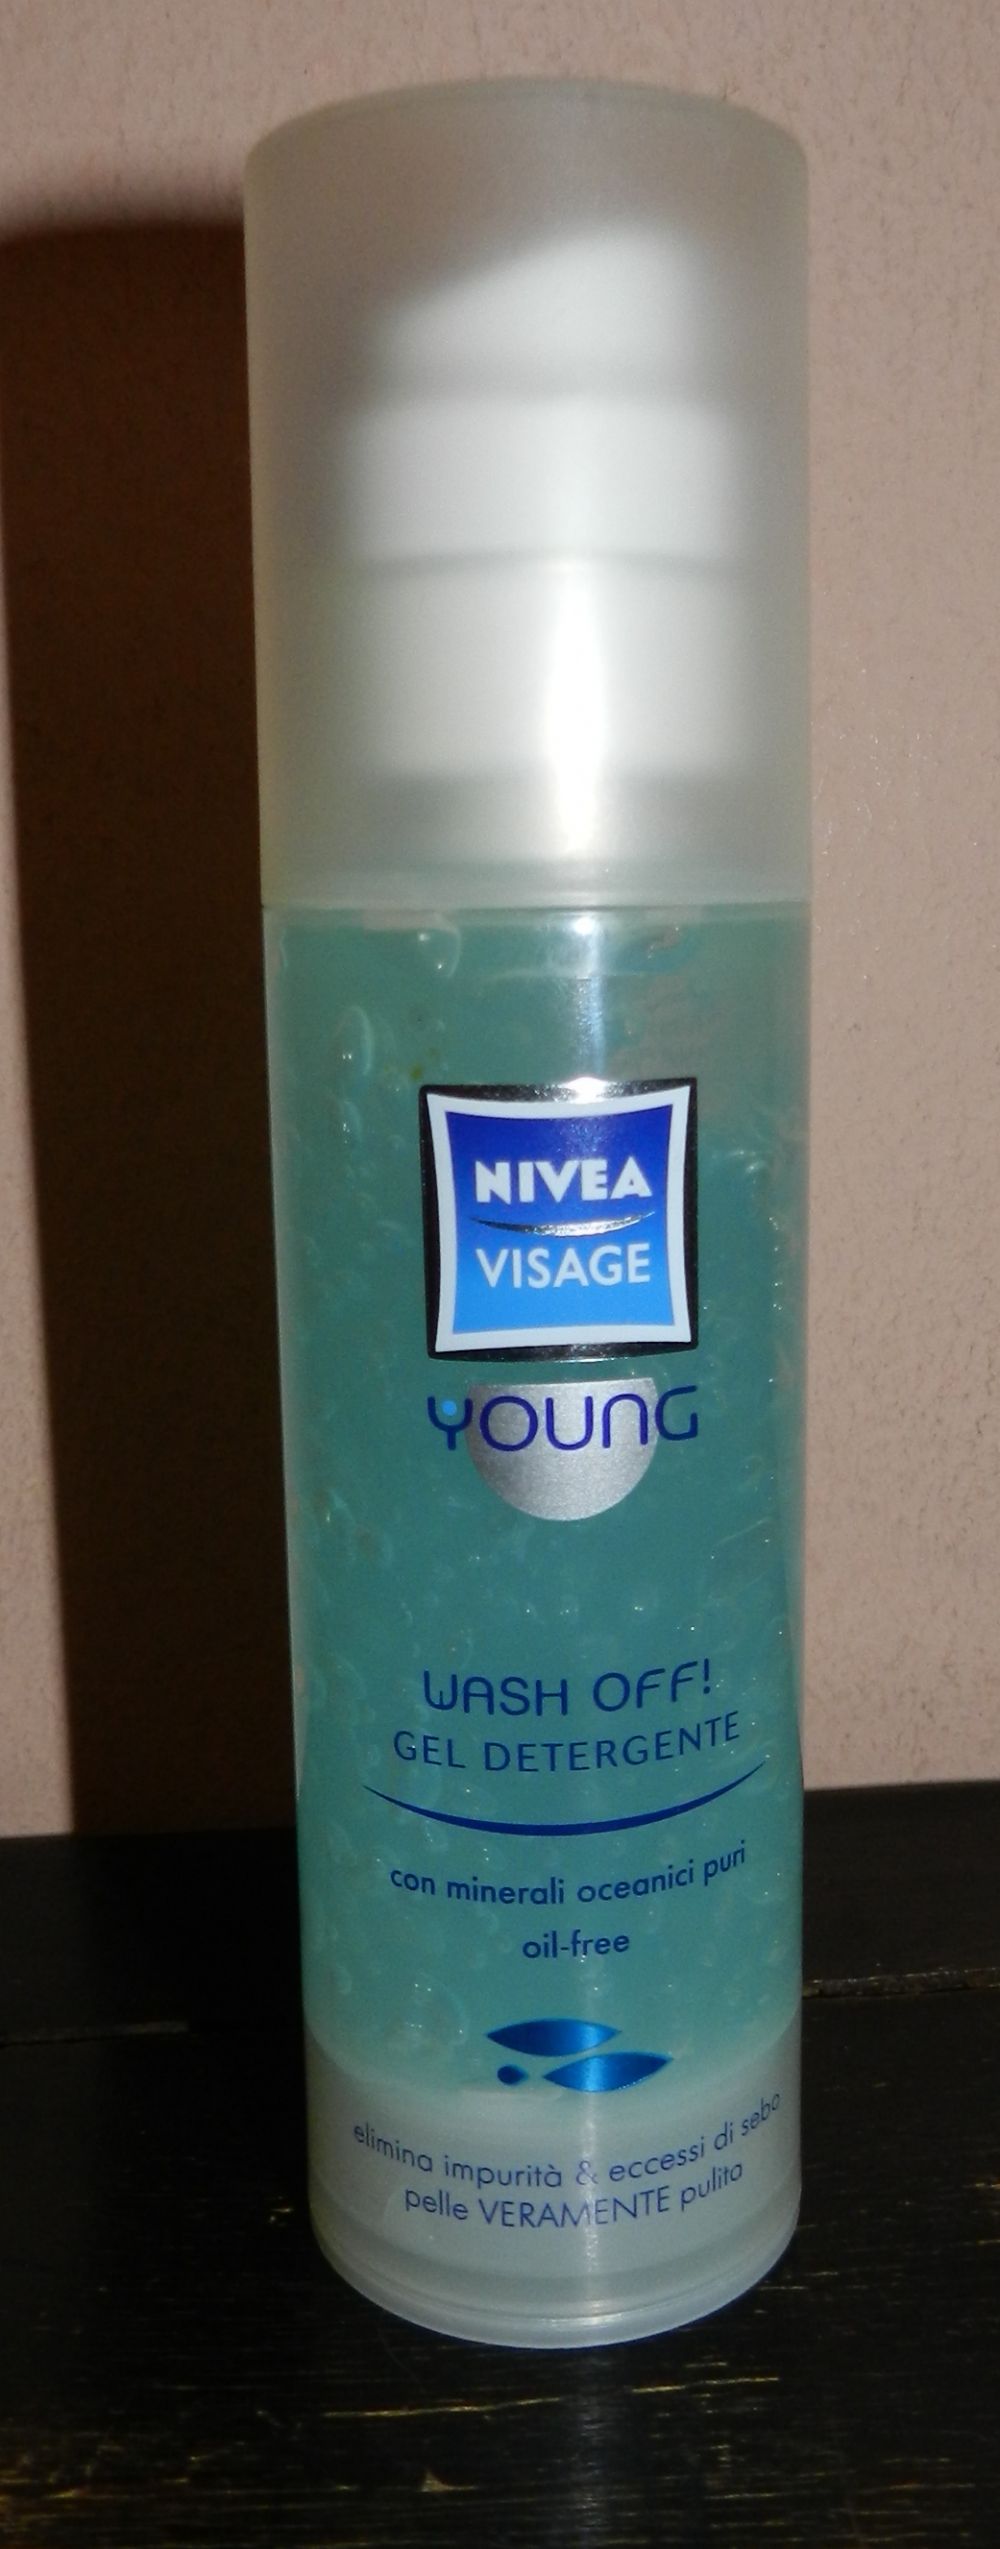 NIVEA
VISAGE
YOUNG
WASH OFF!
GEL DETERGENTE
con minerali oceanici puri
oil-free
elimina impurità & eccessi di sebo
pelle VERAMENTE pulita